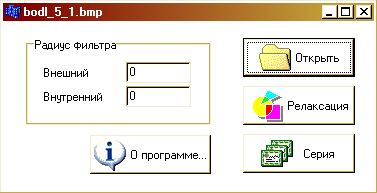 bodl_5_1.bmp
Радиус фильтра
Внешний 0
Внутренний 0
Открыть
Релаксация
О программе...
Серия